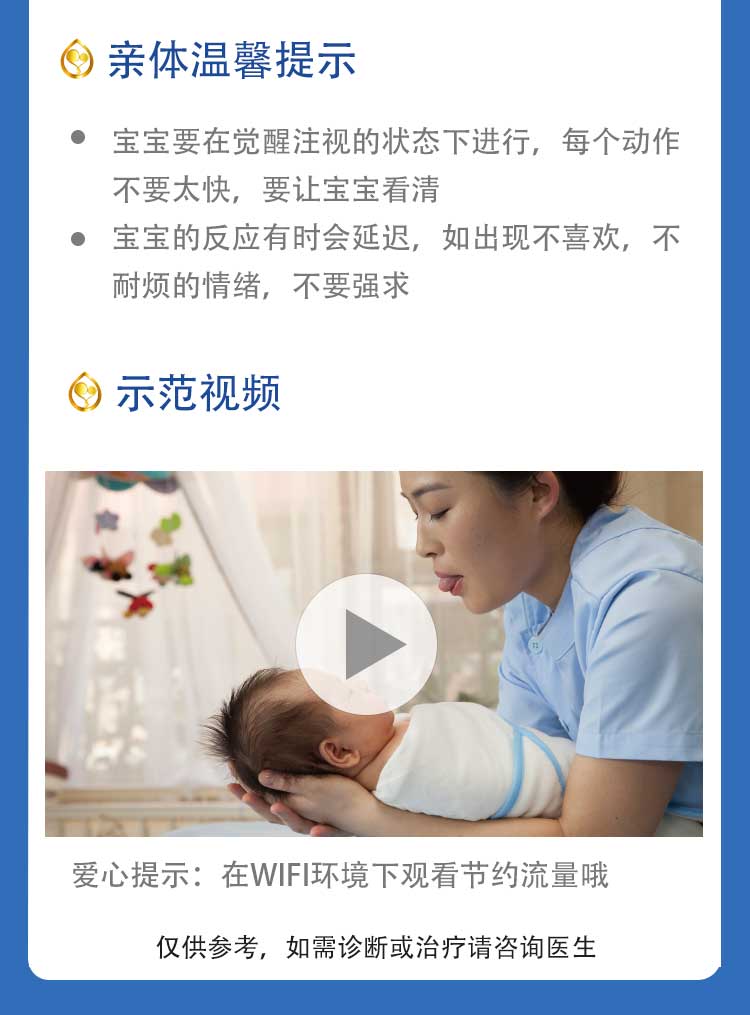 亲体温馨提示
宝宝要在觉醒注视的状态下进行，每个动作
不要太快，要让宝宝看清
宝宝的反应有时会延迟，如出现不喜欢，不
耐烦的情绪，不要强求
示范视频
爱心提示：在WIFI环境下观看节约流量哦
仅供参考，如需诊断或治疗请咨询医生